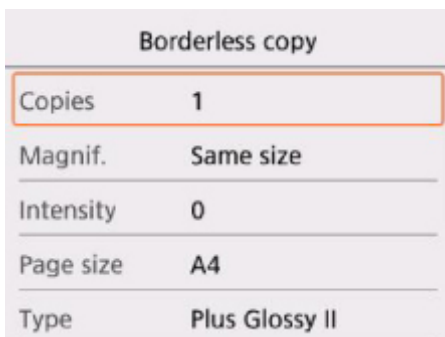 Borderless copy
Copies 1
Magnif. Same size
Intensity 0
Page size A4
Type Plus Glossy II